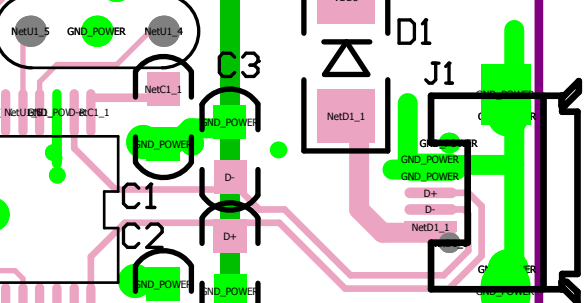 NetU1_5
GND_POWER
NetU1_4
D1
C3
J1
NetC1_1
GND_POWER
NetD1_1
GND_POWER
GND_POWER
GND_POWER
GND_POWER
GND_POWER
D-
D+
C1
D-
NetD1_1
C2
D+
GND_POWER
GND_POWER
GND_POWER